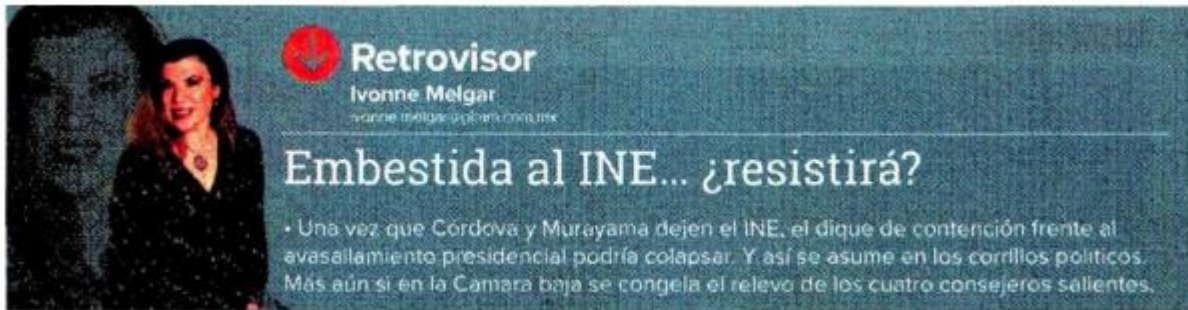 Retrovisor
Ivonne Melgar
Embestida al INE... ¿resistirá?
• Una vez que Córdova y Murayama dejen el INE, el dique de contención frente al
avasallamiento presidencial podría colapsar. Y así se asume en los corrillos políticos.
Más aún si en la Cámara baja se congela el relevo de los cuatro consejeros salientes.